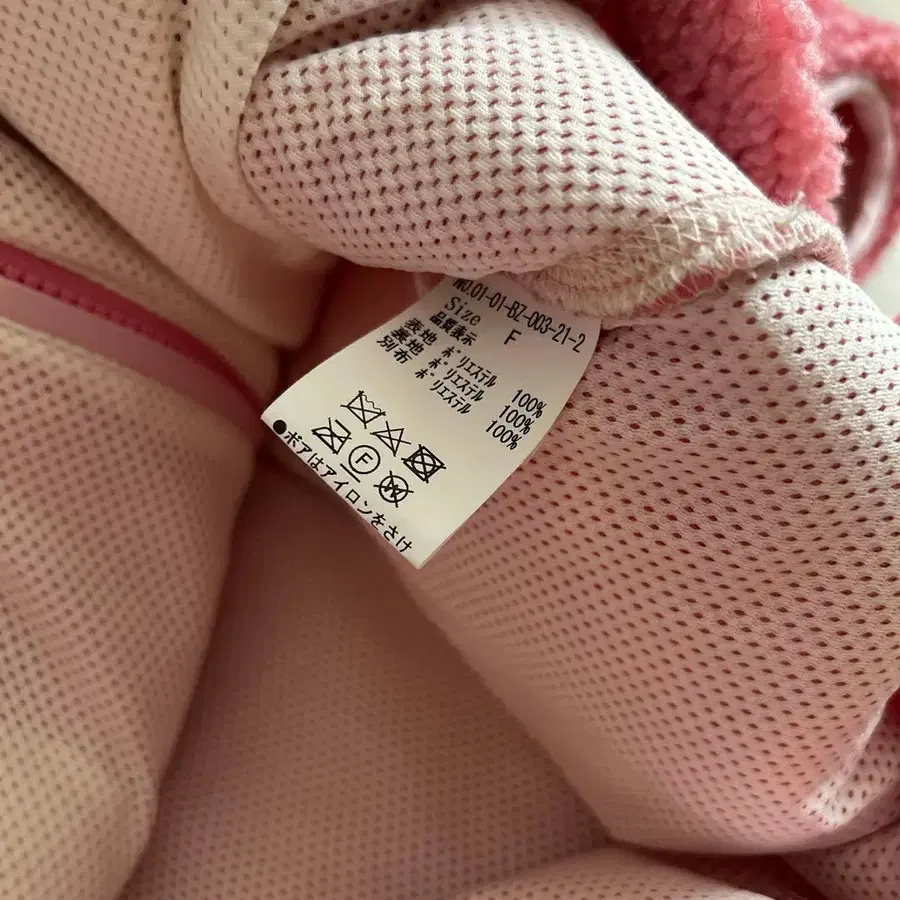 NO.01-01-BZ-003-21-2
Size F
品質表示
表地 ポリエステル 100%
裏地 ポリエステル 100%
別布 ポリエステル 100%
F
W
●ボアはアイロンをさけ